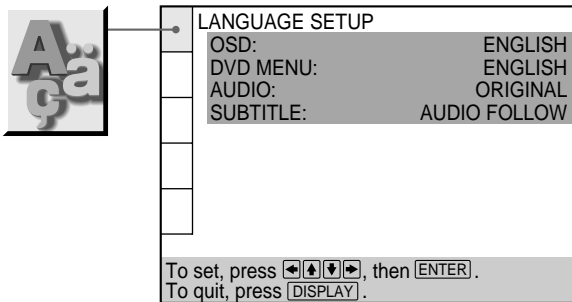 Aäç
LANGUAGE SETUP
OSD: ENGLISH
DVD MENU: ENGLISH
AUDIO: ORIGINAL
SUBTITLE: AUDIO FOLLOW
To set, press ←↑↓→, then ENTER.
To quit, press DISPLAY.